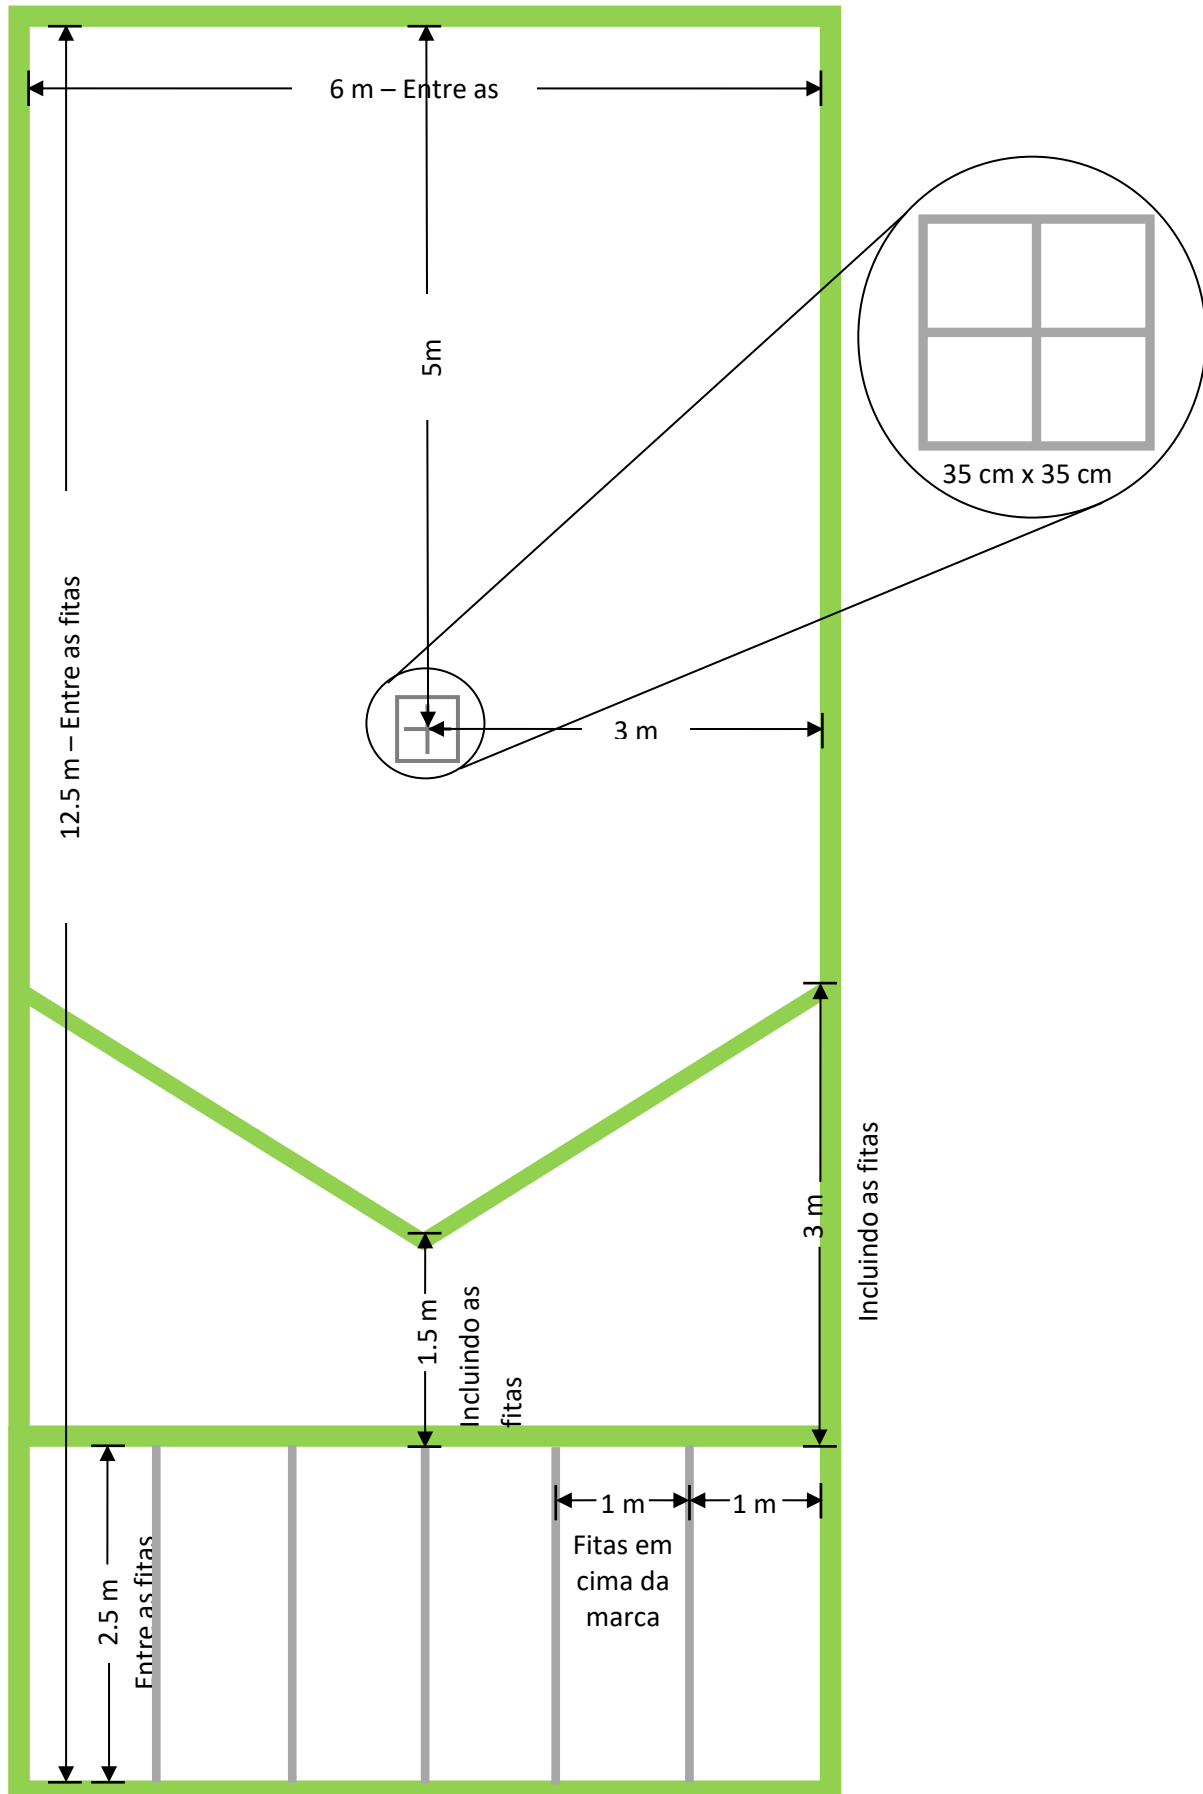 6 m – Entre as
5m
35 cm x 35 cm
12.5 m – Entre as fitas
3 m
3 m
Incluindo as fitas
1.5 m
Incluindo as
fitas
1 m
1 m
Fitas em
cima da
marca
2.5 m
Entre as fitas